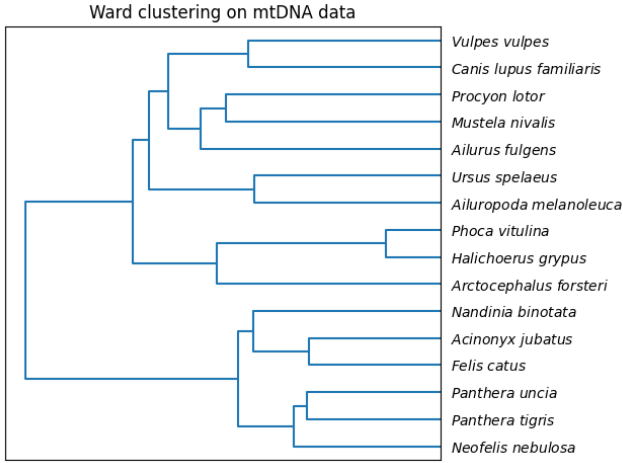 Ward clustering on mtDNA data
Vulpes vulpes
Canis lupus familiaris
Procyon lotor
Mustela nivalis
Ailurus fulgens
Ursus spelaeus
Ailuropoda melanoleuca
Phoca vitulina
Halichoerus grypus
Arctocephalus forsteri
Nandinia binotata
Acinonyx jubatus
Felis catus
Panthera uncia
Panthera tigris
Neofelis nebulosa